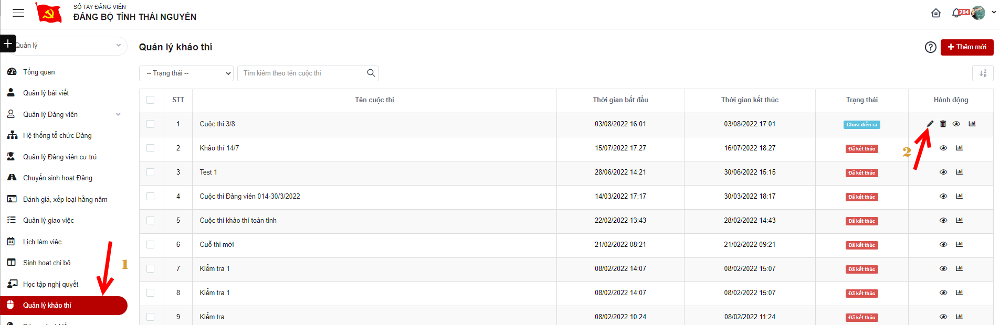 SỔ TAY ĐẢNG VIÊN
ĐẢNG BỘ TỈNH THÁI NGUYÊN
294
Quản lý
Tổng quan
Quản lý bài viết
Quản lý Đảng viên
Hệ thống tổ chức Đảng
Quản lý Đảng viên cư trú
Chuyển sinh hoạt Đảng
Đánh giá, xếp loại hằng năm
Quản lý giao việc
Lịch làm việc
Sinh hoạt chi bộ
1
Học tập nghị quyết
Quản lý khảo thí
Quản lý khảo thí
Thêm mới
-- Trạng thái --
Tìm kiếm theo tên cuộc thi
STT Tên cuộc thi Thời gian bắt đầu Thời gian kết thúc Trạng thái Hành động
1 Cuộc thi 3/8 03/08/2022 16:01 03/08/2022 17:01 Chưa diễn ra
2 Khảo thí 14/7 15/07/2022 17:27 16/07/2022 18:27 Đã kết thúc
2
3 Test 1 28/06/2022 14:21 30/06/2022 15:15 Đã kết thúc
4 Cuộc thi Đảng viên 014-30/3/2022 14/03/2022 17:17 30/03/2022 18:17 Đã kết thúc
5 Cuộc thi khảo thí toàn tỉnh 22/02/2022 13:43 28/02/2022 14:43 Đã kết thúc
6 Cuỗ thi mới 21/02/2022 08:21 21/02/2022 09:21 Đã kết thúc
7 Kiểm tra 1 08/02/2022 14:07 08/02/2022 15:07 Đã kết thúc
8 Kiểm tra 1 08/02/2022 14:07 08/02/2022 15:07 Đã kết thúc
9 Kiểm tra 08/02/2022 10:24 08/02/2022 11:24 Đã kết thúc